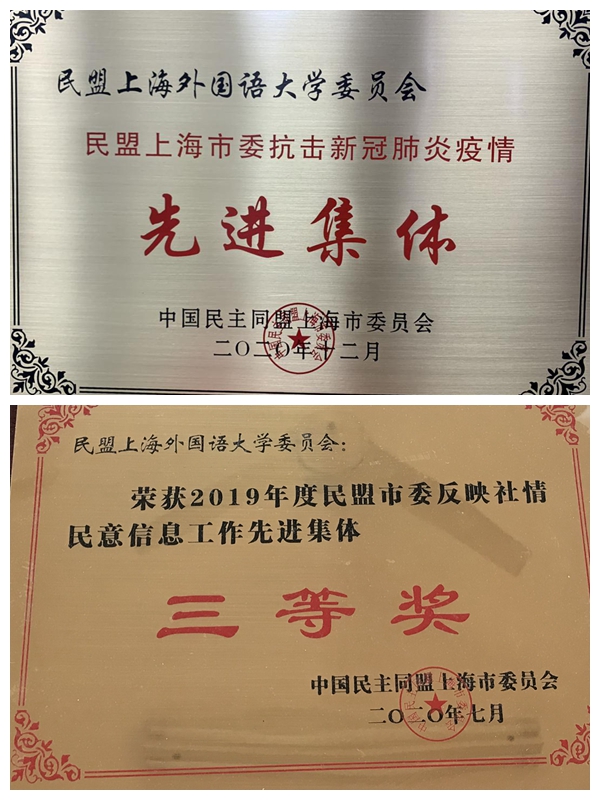 民盟上海外国语大学委员会
民盟上海市委抗击新冠肺炎疫情
先进集体
中国民主同盟上海市委员会
二〇二〇年十二月
民盟上海外国语大学委员会：
荣获2019年度民盟市委反映社情
民意信息工作先进集体
三等奖
中国民主同盟上海市委员会
二〇二〇年七月